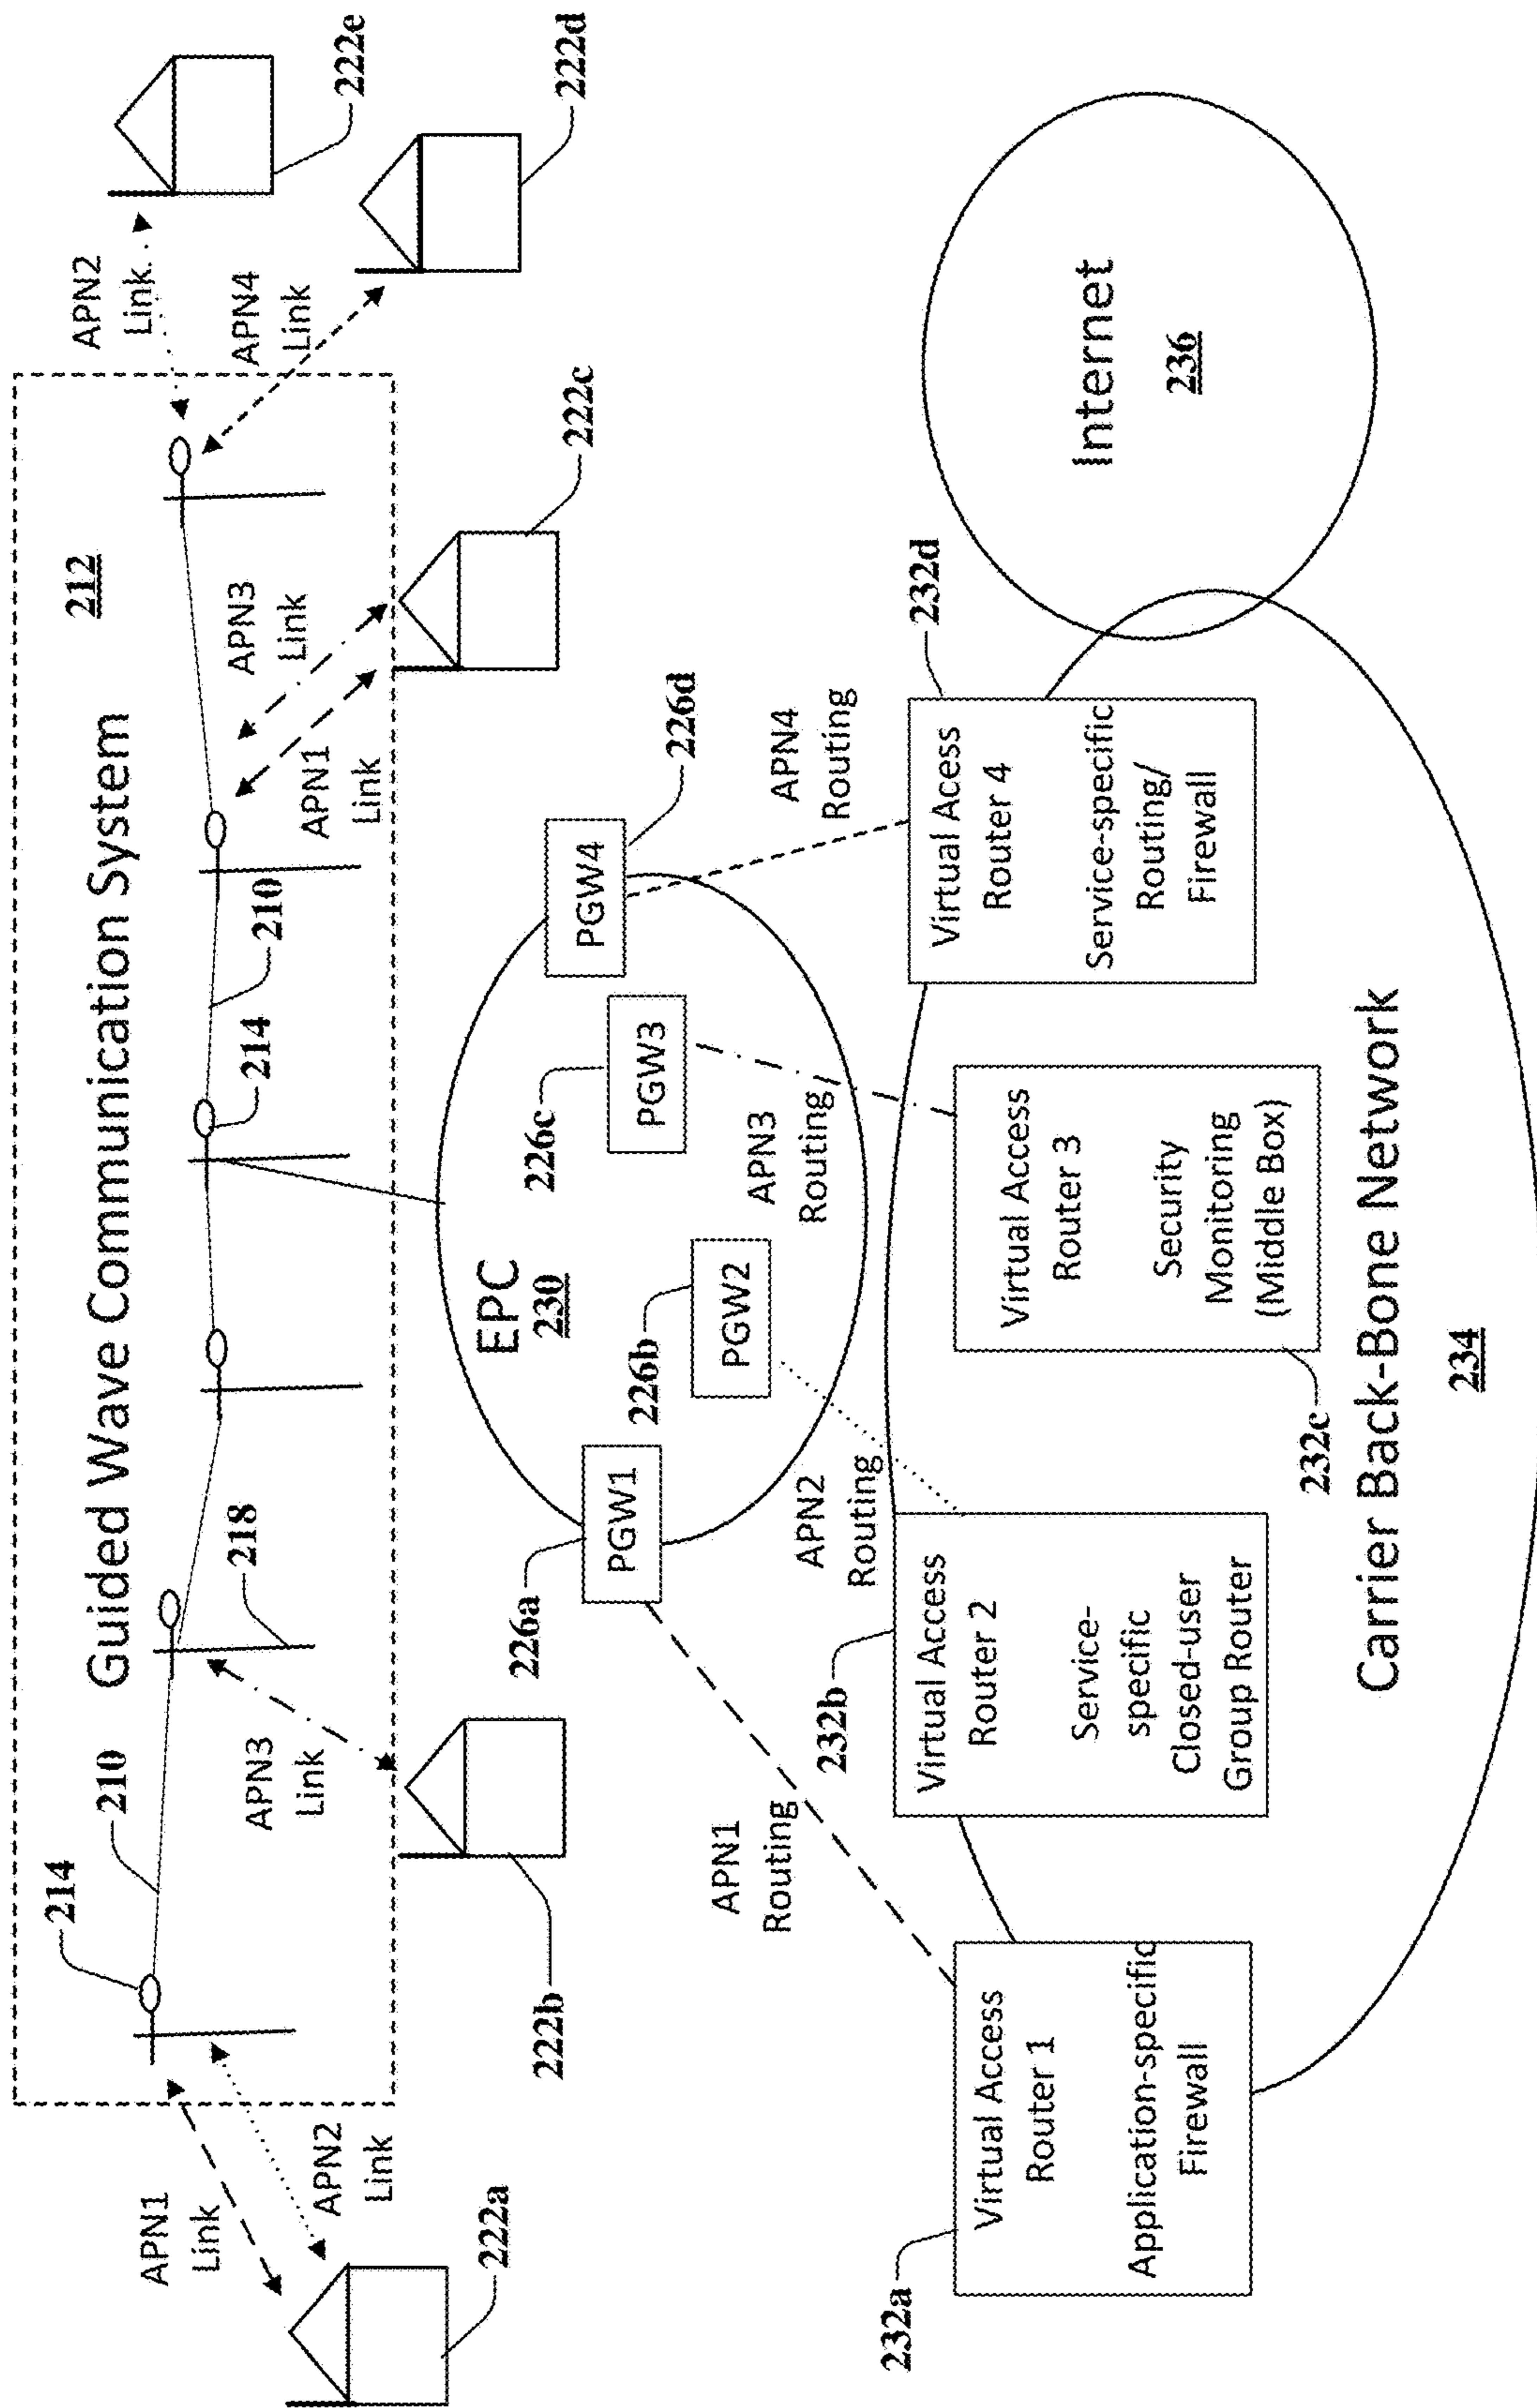 Guided Wave Communication System
212
214
210
218
214
210
APN1
Link
APN2
Link
APN3
Link
APN1
Link
APN3
Link
APN2
Link
APN4
Link
222a
222b
222c
222d
222e
EPC
230
226a
PGW1
226b
PGW2
226c
PGW3
226d
PGW4
APN1
Routing
APN2
Routing
APN3
Routing
APN4
Routing
232a
Virtual Access
Router 1
Application-specific
Firewall
232b
Virtual Access
Router 2
Service-
specific
Closed-user
Group Router
232c
Virtual Access
Router 3
Security
Monitoring
(Middle Box)
232d
Virtual Acess
Router 4
Service-specific
Routing/
Firewall
Internet
236
Carrier Back-Bone Network
234